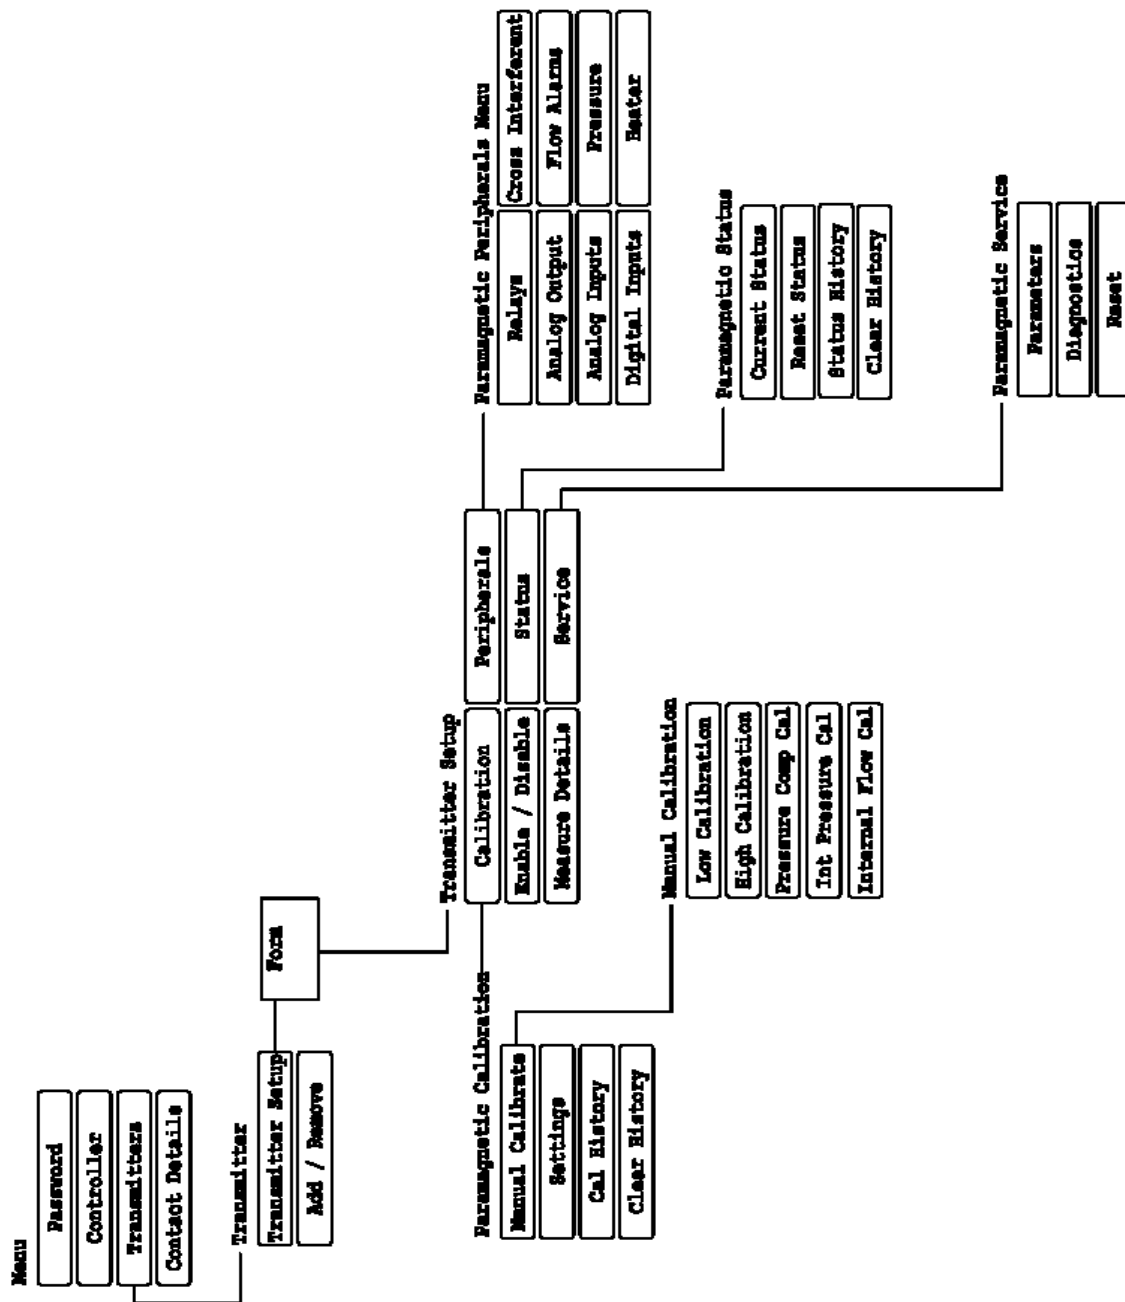 Menu
Password
Controller
Transmitters
Contact Details
Transmitter
Transmitter Setup
Add / Remove
Form
Transmitter Setup
Calibration
Peripherals
Enable / Disable
Status
Measure Details
Service
Paramagnetic Calibration
Manual Calibrate
Settings
Cal History
Clear History
Manual Calibration
Low Calibration
High Calibration
Pressure Comp Cal
Int Pressure Cal
Internal Flow Cal
Paramagnetic Peripherals Menu
Relays
Cross Interferent
Analog Output
Flow Alarms
Analog Inputs
Pressure
Digital Inputs
Heater
Paramagnetic Status
Current Status
Reset Status
Status History
Clear History
Paramagnetic Service
Parameters
Diagnostics
Reset